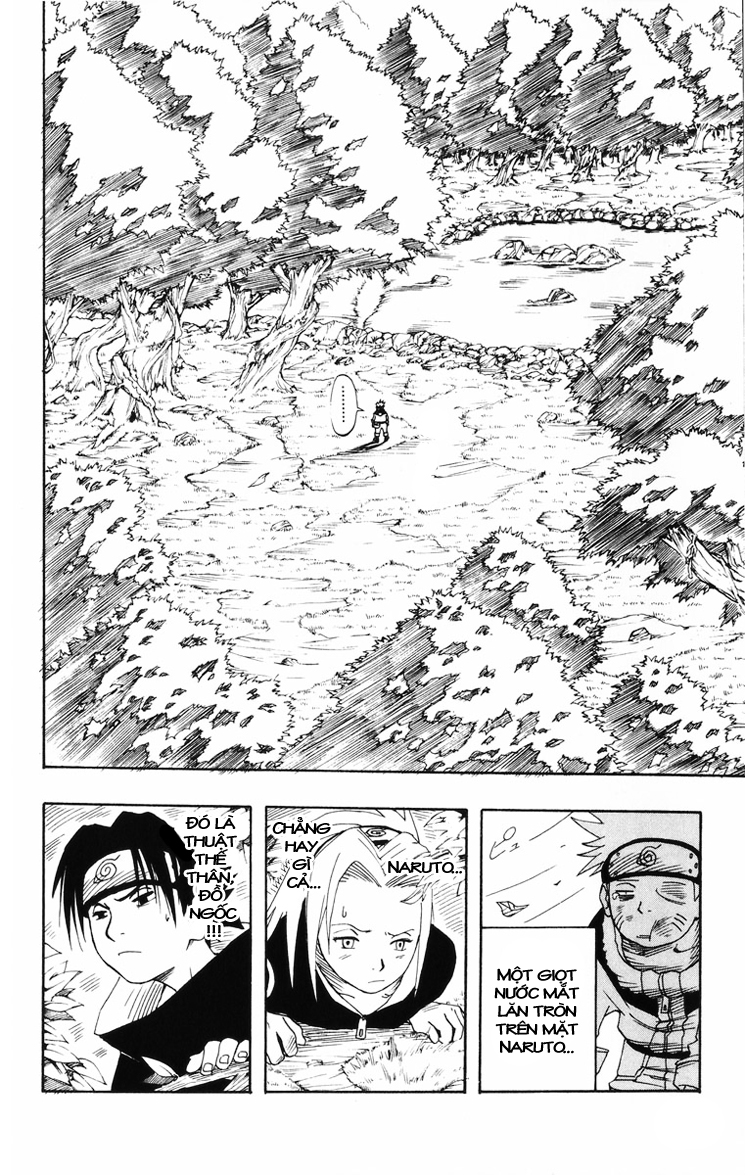 ........
MỘT GIỌT
NƯỚC MẮT
LĂN TRÒN
TRÊN MẶT
NARUTO...
NARUTO...
CHẲNG
HAY
GÌ
CẢ...
ĐÓ LÀ
THUẬT
THẾ
THÂN,
ĐỒ
NGỐC
!!!